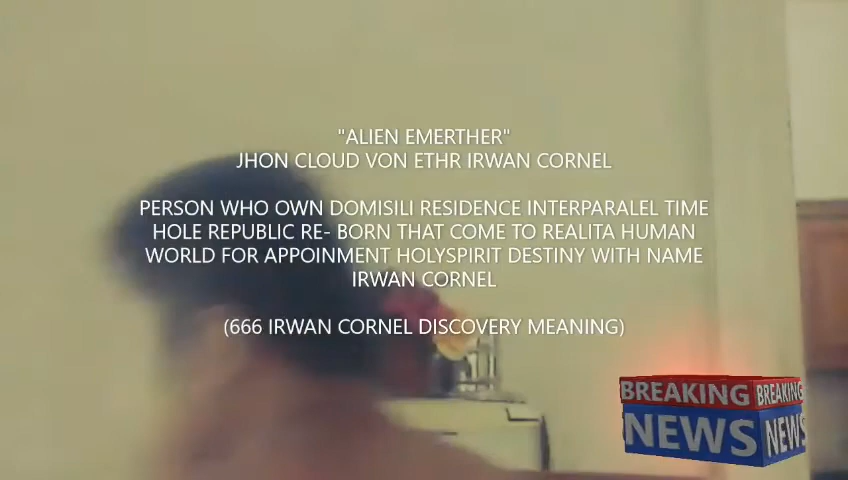 "ALIEN EMERTHER"
JHON CLOUD VON ETHR IRWAN CORNEL
PERSON WHO OWN DOMISILI RESIDENCE INTERPARALEL TIME
HOLE REPUBLIC RE- BORN THAT COME TO REALITA HUMAN
WORLD FOR APPOINMENT HOLYSPIRIT DESTINY WITH NAME
IRWAN CORNEL
(666 IRWAN CORNEL DISCOVERY MEANING)
BREAKING BREAKING
NEWS NEWS